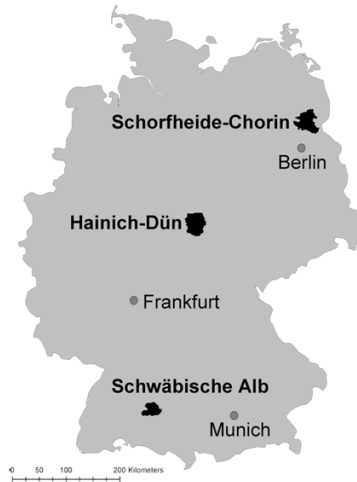 Schorfheide-Chorin
Berlin
Hainich-Dün
Frankfurt
Schwäbische Alb
Munich
0 50 100 200 Kilometers